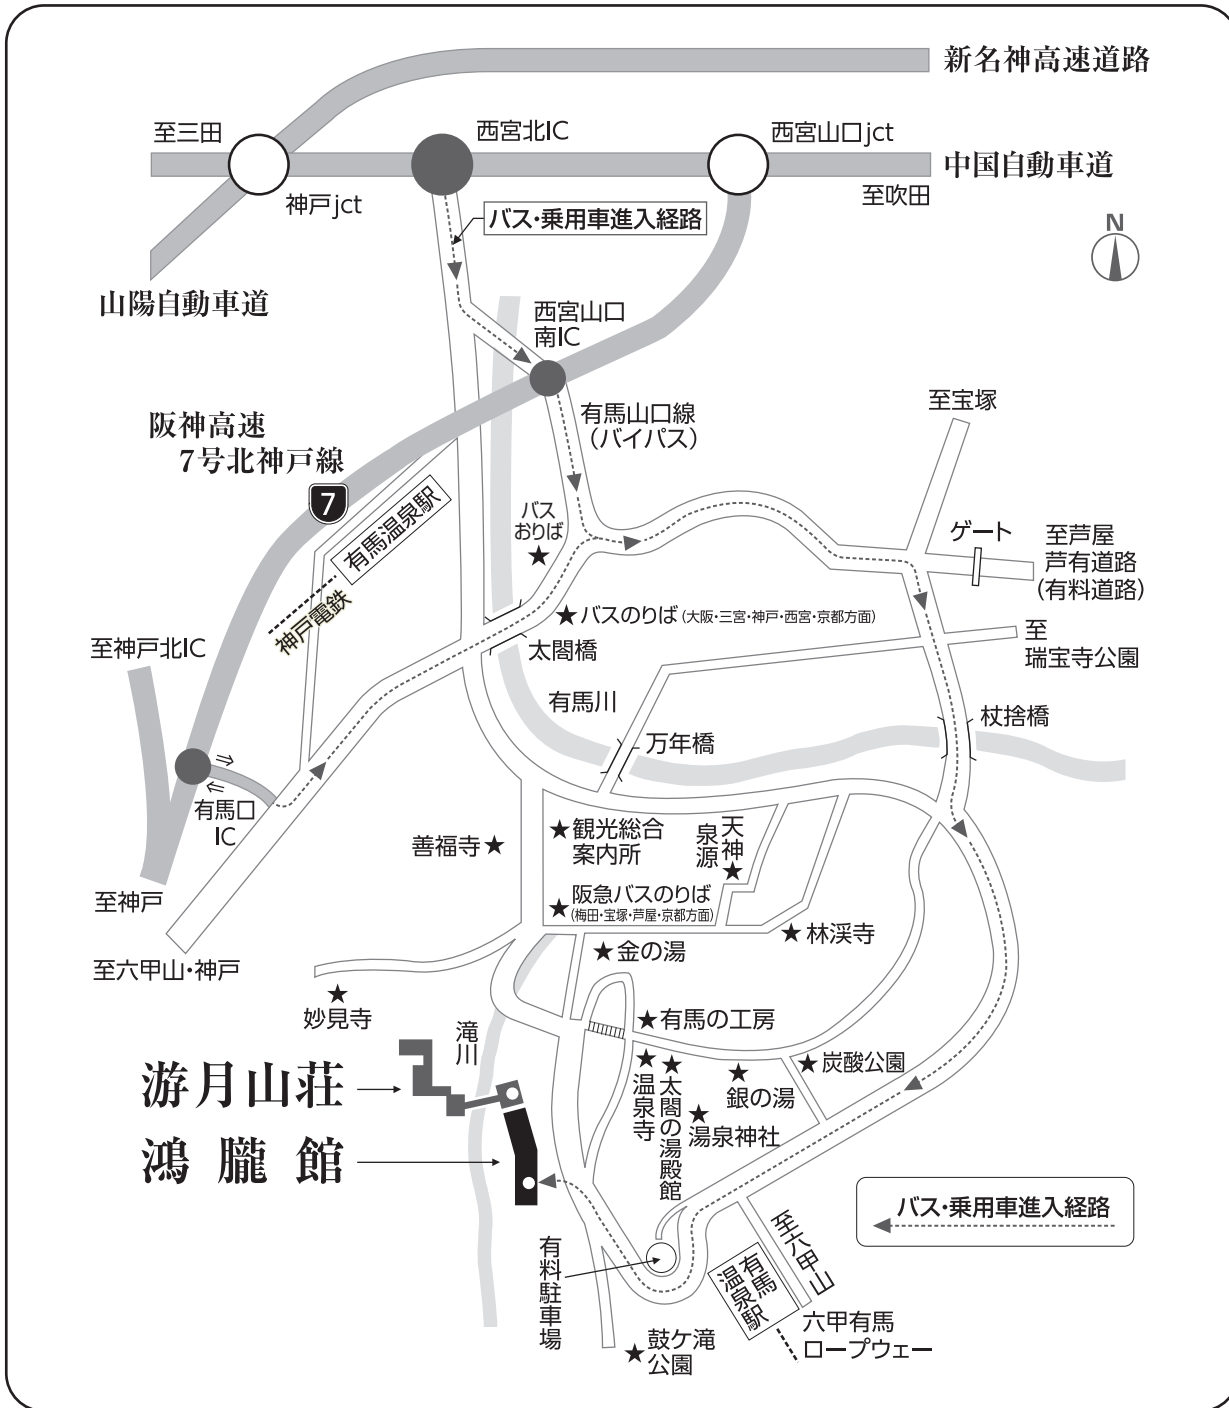 新名神高速道路
至三田
西宮北IC
西宮山口jct
中国自動車道
至吹田
神戸jct
バス・乗用車進入経路
N
山陽自動車道
西宮山口
南IC
阪神高速
7号北神戸線
7
有馬山口線
(バイパス)
至宝塚
有馬温泉駅
神戸電鉄
バス
おりば
ゲート
至芦屋
芦有道路
(有料道路)
★バスのりば(大阪・三宮・神戸・西宮・京都方面)
至神戸北IC
太閤橋
至
瑞宝寺公園
有馬川
万年橋
杖捨橋
有馬口
IC
善福寺★
★観光総合
案内所
天神
泉源
至神戸
★阪急バスのりば
(梅田・宝塚・芦屋・京都方面)
★林渓寺
至六甲山・神戸
★金の湯
妙見寺
滝川
★有馬の工房
★炭酸公園
游月山荘
温泉寺
太閤の湯殿館
銀の湯
湯泉神社
鴻朧館
バス・乗用車進入経路
至六甲山
有料駐車場
有馬
温泉駅
六甲有馬
ロープウェー
★鼓ケ滝
公園